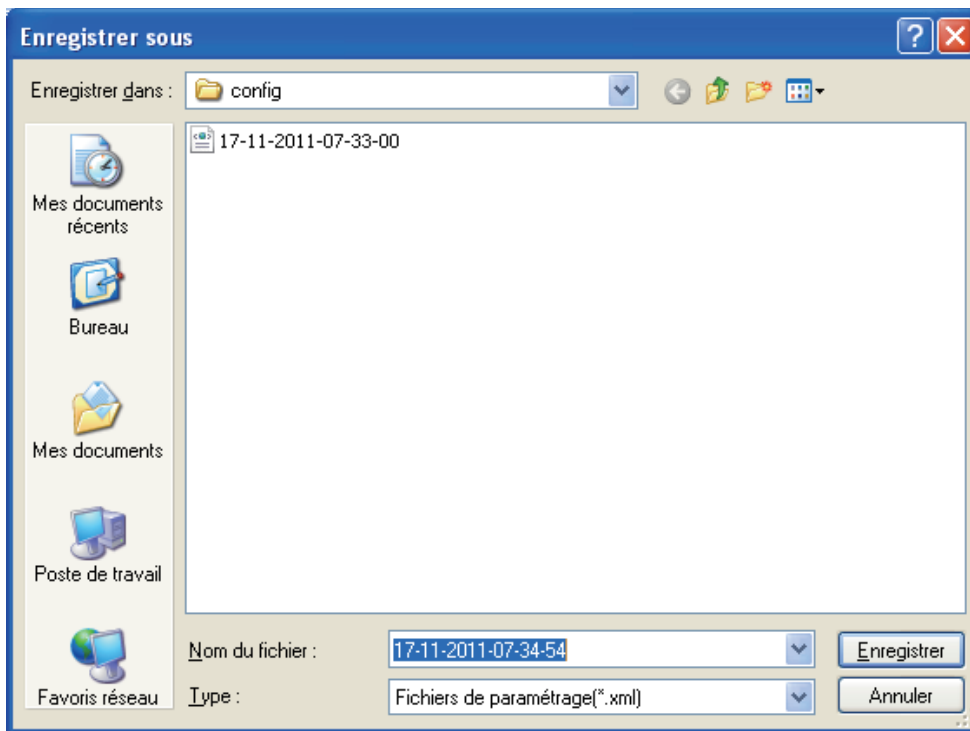 Enregistrer sous
Enregistrer dans :
config
17-11-2011-07-33-00
Mes documents
récents
Bureau
Mes documents
Poste de travail
Favoris réseau
Nom du fichier :
17-11-2011-07-34-54
Enregistrer
Type :
Fichiers de paramétrage(*.xml)
Annuler